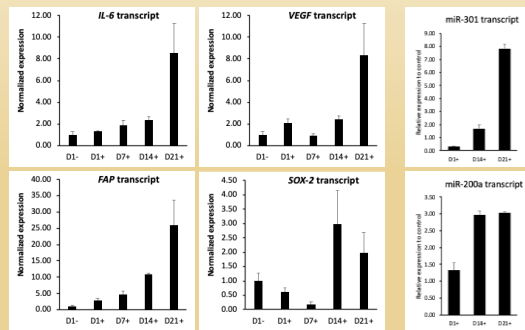 IL-6 transcript
Normalized expression
12.00
10.00
8.00
6.00
4.00
2.00
0.00
D1- D1+ D7+ D14+ D21+
VEGF transcript
Normalized expression
12.00
10.00
8.00
6.00
4.00
2.00
0.00
D1- D1+ D7+ D14+ D21+
miR-301 transcript
Relative expression to control
9.00
8.00
7.00
6.00
5.00
4.00
3.00
2.00
1.00
0.00
D1+ D14+ D21+
FAP transcript
Normalized expression
40.00
35.00
30.00
25.00
20.00
15.00
10.00
5.00
0.00
D1- D1+ D7+ D14+ D21+
SOX-2 transcript
Normalized expression
4.50
4.00
3.50
3.00
2.50
2.00
1.50
1.00
0.50
0.00
D1- D1+ D7+ D14+ D21+
miR-200a transcript
Relative expression to control
3.50
3.00
2.50
2.00
1.50
1.00
0.50
0.00
D1+ D14+ D21+